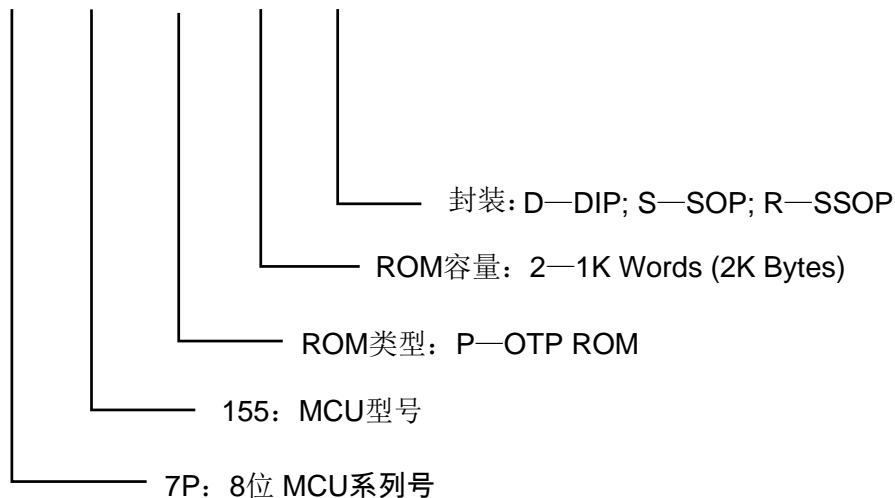 封装：D—DIP; S—SOP; R—SSOP
ROM容量：2—1K Words (2K Bytes)
ROM类型：P—OTP ROM
155：MCU型号
7P：8位 MCU系列号